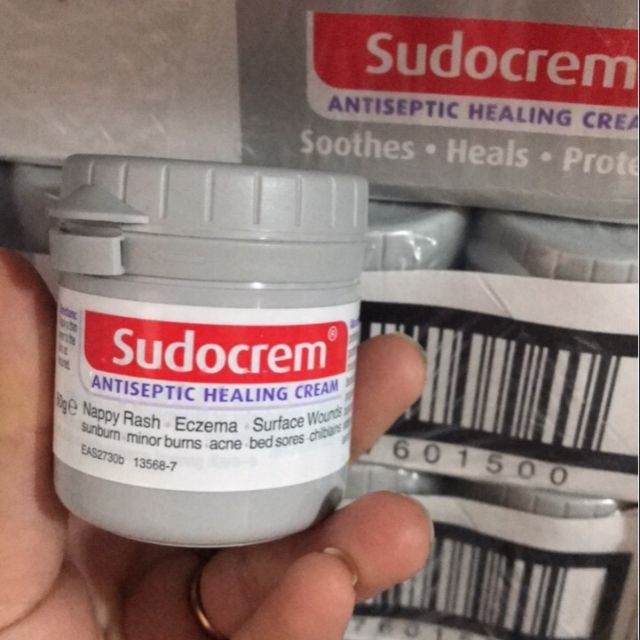 Sudocrem
ANTISEPTIC HEALING CREA
Soothes • Heals • Prote
Sudocrem®
ANTISEPTIC HEALING CREAM
0g e Nappy Rash Eczema Surface Wounds
sunburn minor burns acne bed sores chilblains
EAS2730b 13568-7
601500